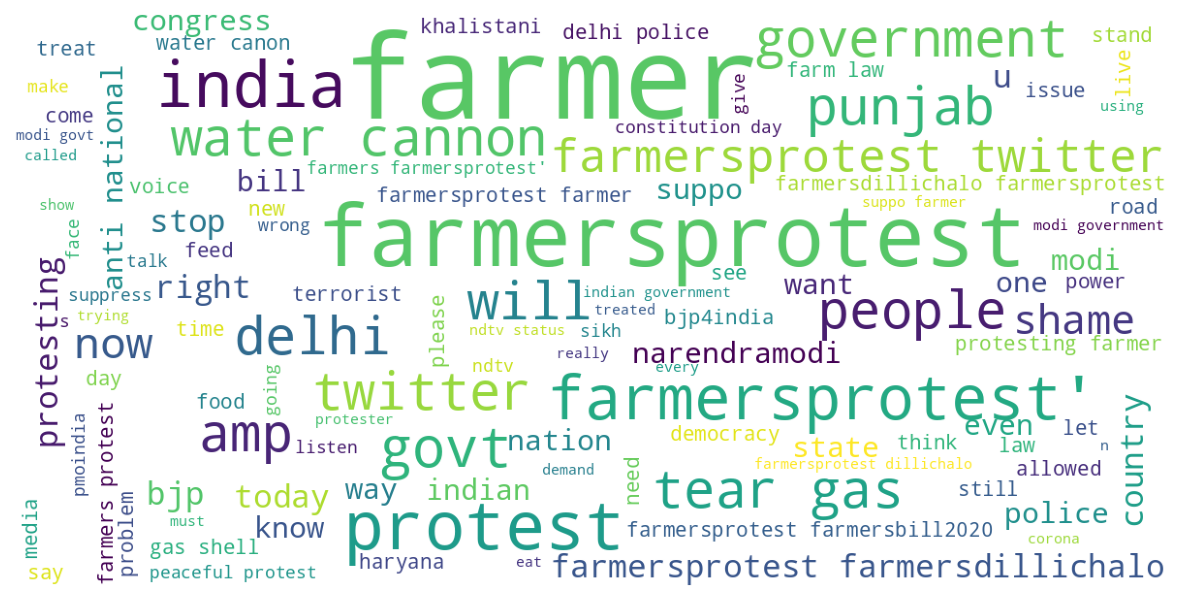 congress
khalistani
delhi police
farmer
government
stand
treat
water canon
india
farm law
u
issue
live
make
come
anti national
give
punjab
using
modi govt
called
water cannon
constitution day
farmersprotest twitter
farmers farmersprotest'
voice
bill
farmersprotest farmer
suppo
farmersdillichalo farmersprotest
show
face
new
stop
wrong
suppo farmer
road
farmersprotest
modi government
feed
talk
modi
protesting
suppress
right
terrorist
see
want
one
power
will
indian government
people
shame
s
trying
time
please
treated
now
delhi
ndtv status
sikh
bjp4india
really
narendramodi
protesting farmer
day
going
ndtv
every
twitter
farmersprotest'
food
protester
country
farmers protest
pmoindia
amp
listen
govt
nation
democracy
state
even
think
law
let
n
demand
farmersprotest dillichalo
allowed
problem
bjp
today
way
indian
need
tear gas
still
media
must
know
protest
farmersprotest farmersbill2020
police
corona
gas shell
say
peaceful protest
haryana
eat
farmersprotest farmersdillichalo